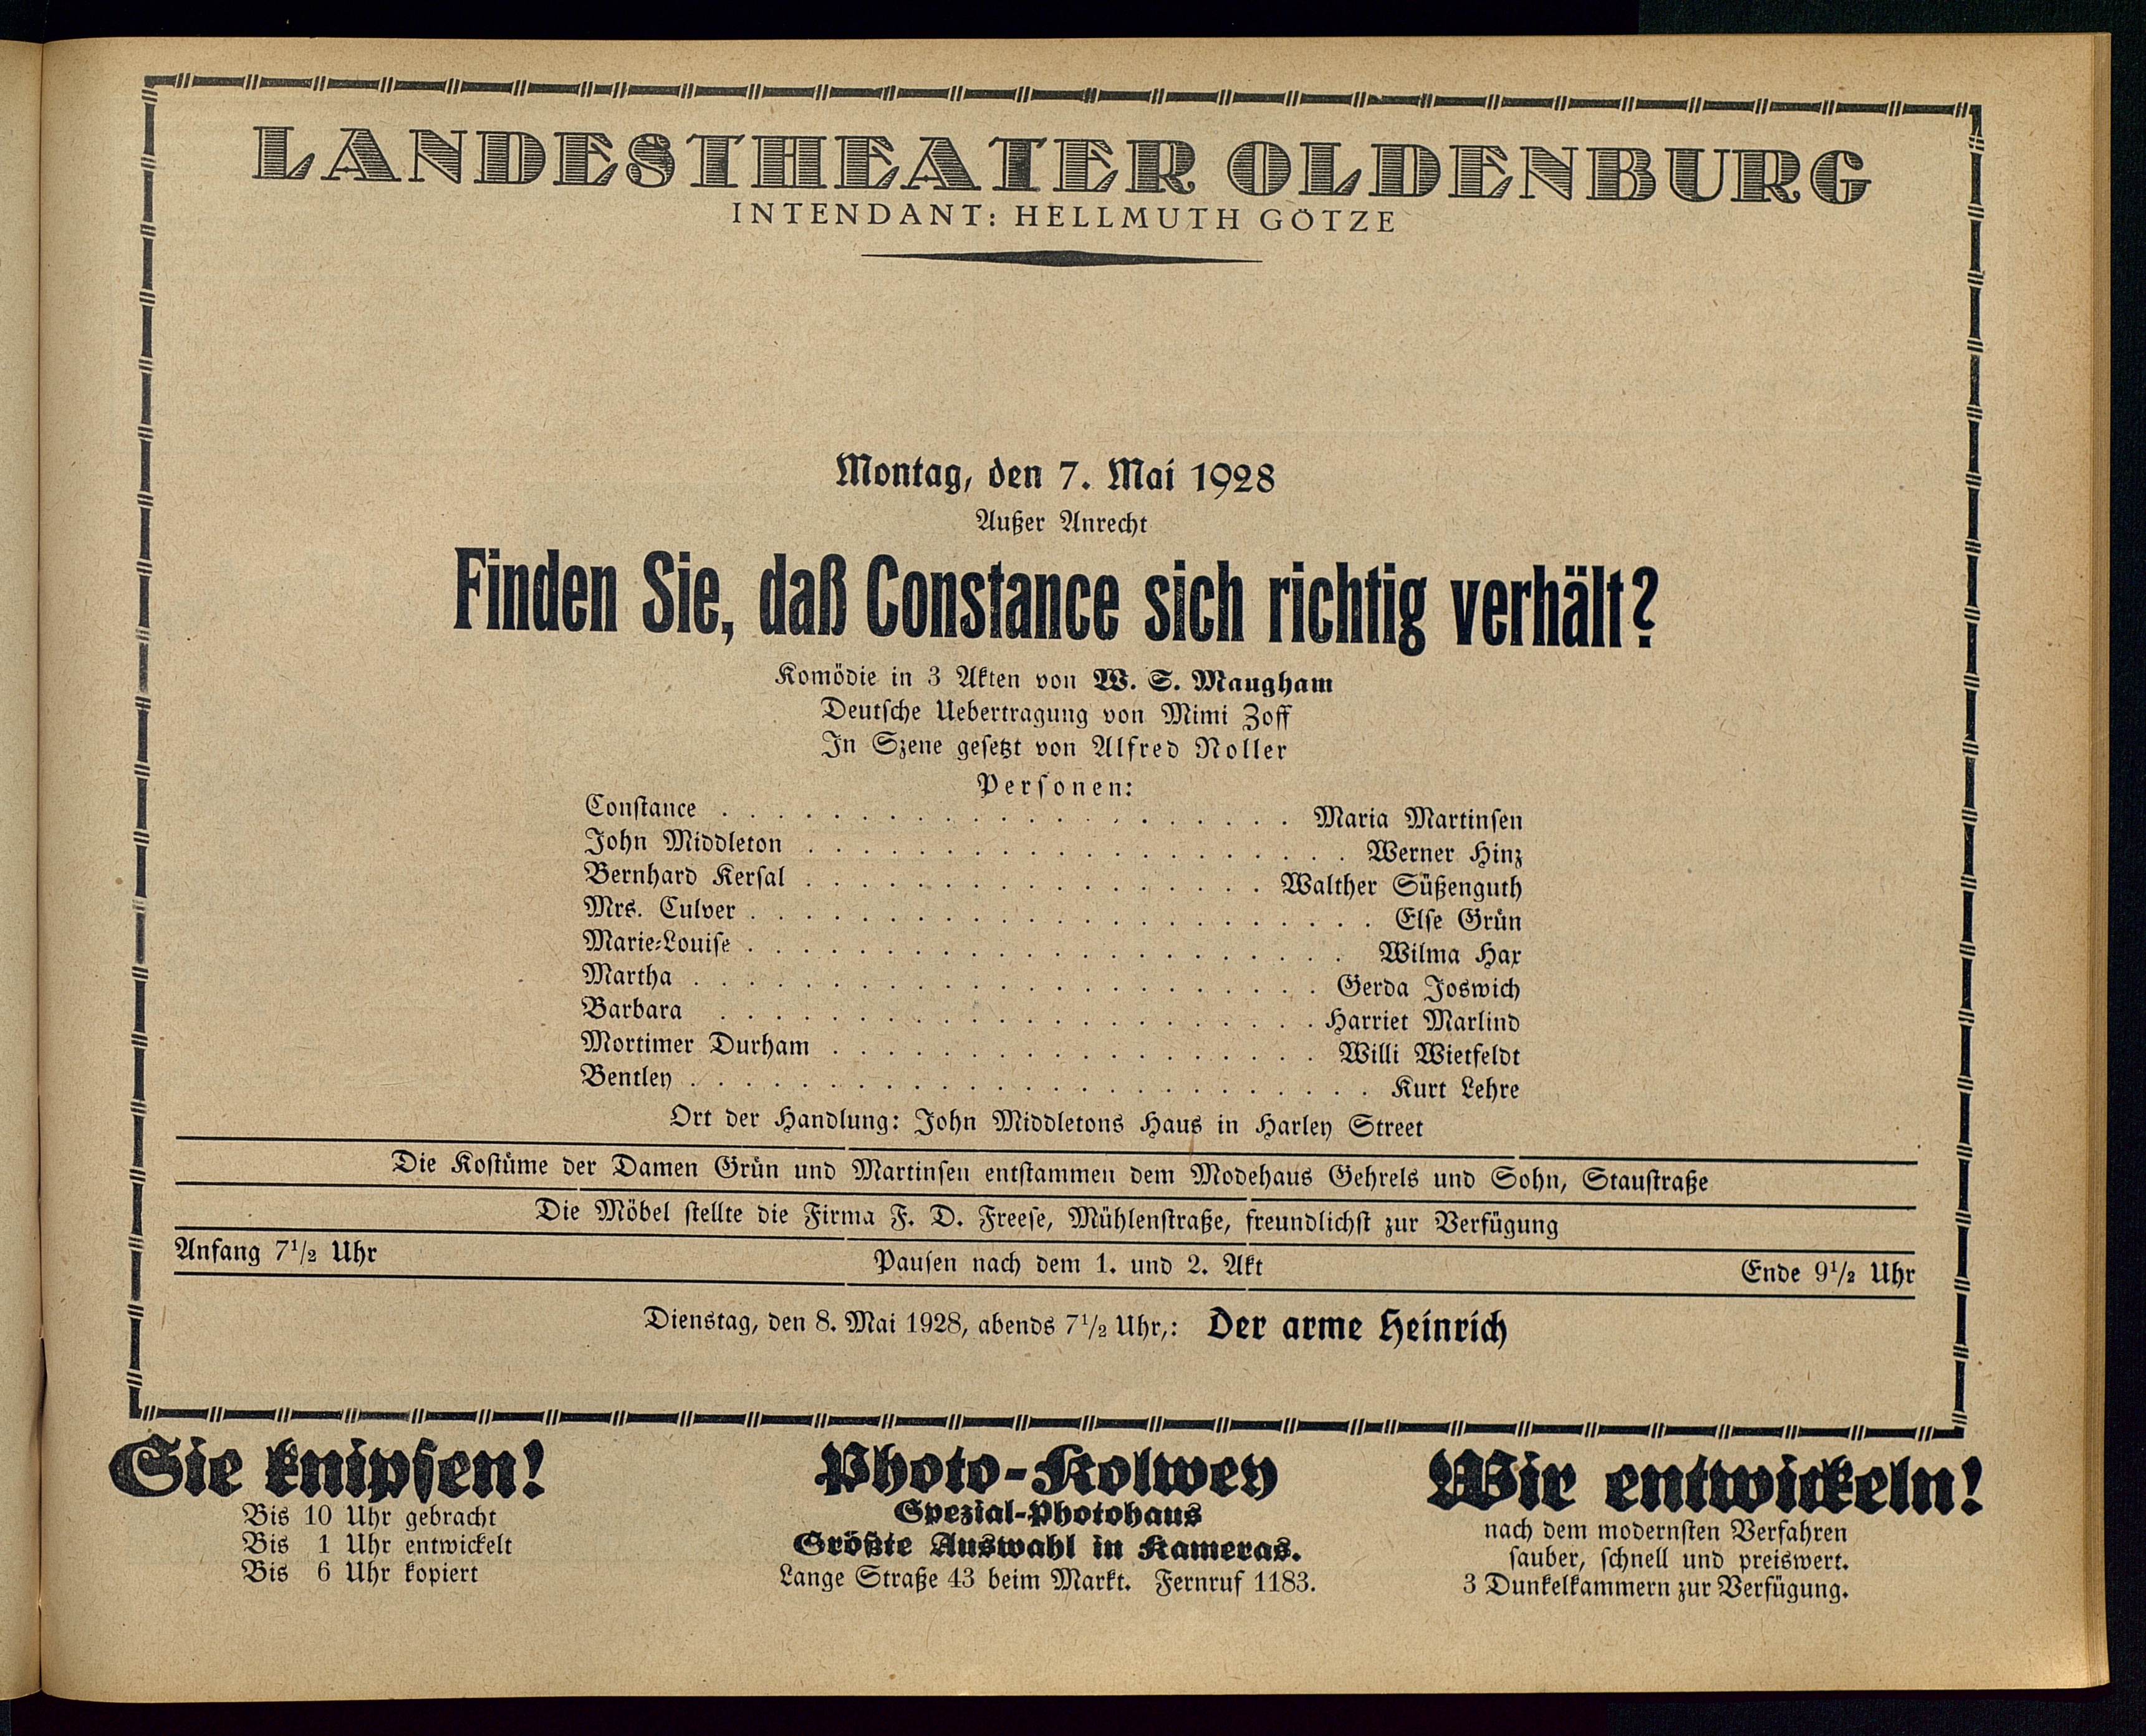 LANDESTHEATER OLDENBURG
INTENDANT: HELLMUTH GÖTZE
Montag, den 7. Mai 1928
Außer Anrecht
Finden Sie, daß Constance sich richtig verhält?
Komödie in 3 Akten von W. S. Maugham
Deutsche Uebertragung von Mimi Zoff
In Szene gesetzt von Alfred Noller
Personen:
Constance . . . . . . . . . . . . . . . . . . . . . Maria Martinsen
John Middleton . . . . . . . . . . . . . . . . . . . . Werner Hinz
Bernhard Kersal . . . . . . . . . . . . . . . . . Walther Süßenguth
Mrs. Culver . . . . . . . . . . . . . . . . . . . . . . . Else Grün
Marie-Louise . . . . . . . . . . . . . . . . . . . . . . Wilma Hax
Martha . . . . . . . . . . . . . . . . . . . . . . . Gerda Joswich
Barbara . . . . . . . . . . . . . . . . . . . . . . Harriet Marlind
Mortimer Durham . . . . . . . . . . . . . . . . . . Willi Wietfeldt
Bentley . . . . . . . . . . . . . . . . . . . . . . . . . Kurt Lehre
Ort der Handlung: John Middletons Haus in Harley Street
Die Kostüme der Damen Grün und Martinsen entstammen dem Modehaus Gehrels und Sohn, Staustraße
Die Möbel stellte die Firma F. D. Freese, Mühlenstraße, freundlichst zur Verfügung
Anfang 7½ Uhr Pausen nach dem 1. und 2. Akt Ende 9½ Uhr
Dienstag, den 8. Mai 1928, abends 7½ Uhr,: Der arme Heinrich
Sie knipsen!
Bis 10 Uhr gebracht
Bis 1 Uhr entwickelt
Bis 6 Uhr kopiert
Photo-Kolwey
Spezial-Photohaus
Größte Auswahl in Kameras.
Lange Straße 43 beim Markt. Fernruf 1183.
Wir entwickeln!
nach dem modernsten Verfahren
sauber, schnell und preiswert.
3 Dunkelkammern zur Verfügung.